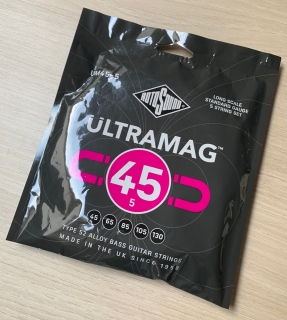 UM45-5
ROTOSOUND
LONG SCALE
STANDARD GAUGE
5 STRING SET
ULTRAMAG™
45
5
45 65 85 105 130
TYPE 52 ALLOY BASS GUITAR STRINGS
MADE IN THE UK SINCE 1958